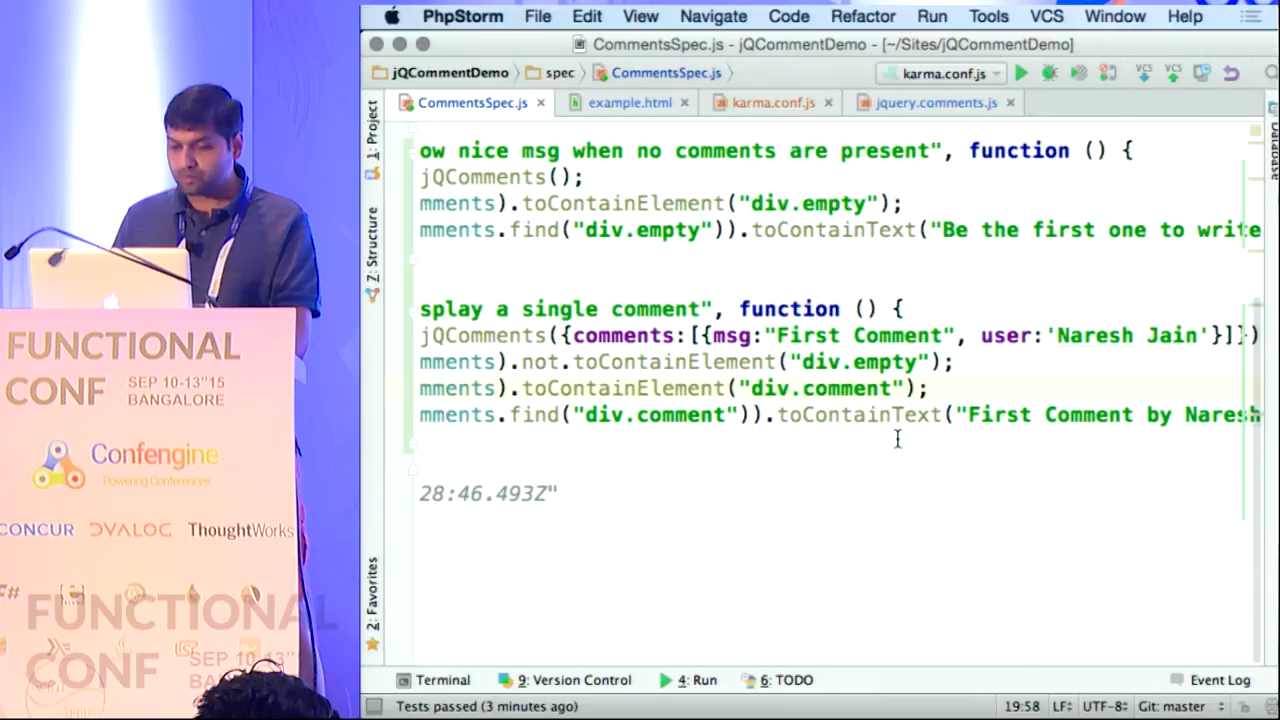 PhpStorm File Edit View Navigate Code Refactor Run Tools VCS Window Help
CommentsSpec.js - jQCommentDemo - [~/Sites/jQCommentDemo]
jQCommentDemo spec CommentsSpec.js karma.conf.js VCS VCS
CommentsSpec.js example.html karma.conf.js jquery.comments.js
1: Project
Database
ow nice msg when no comments are present", function () {
jQComments();
mments).toContainElement("div.empty");
mments.find("div.empty")).toContainText("Be the first one to write
Z: Structure
splay a single comment", function () {
jQComments({comments:[{msg:"First Comment", user:'Naresh Jain'}]})
mments).not.toContainElement("div.empty");
mments).toContainElement("div.comment");
mments.find("div.comment")).toContainText("First Comment by Naresh
28:46.493Z"
2: Favorites
Terminal 9: Version Control 4: Run 6: TODO Event Log
Tests passed (3 minutes ago) 19:58 LF UTF-8 Git: master
FUNCTIONAL
CONF SEP 10-13"15
BANGALORE
Confengine
Powering Conferences
CONCUR DYALOG ThoughtWorks
F#
FUNCTIONAL
CONF SEP 10-13"